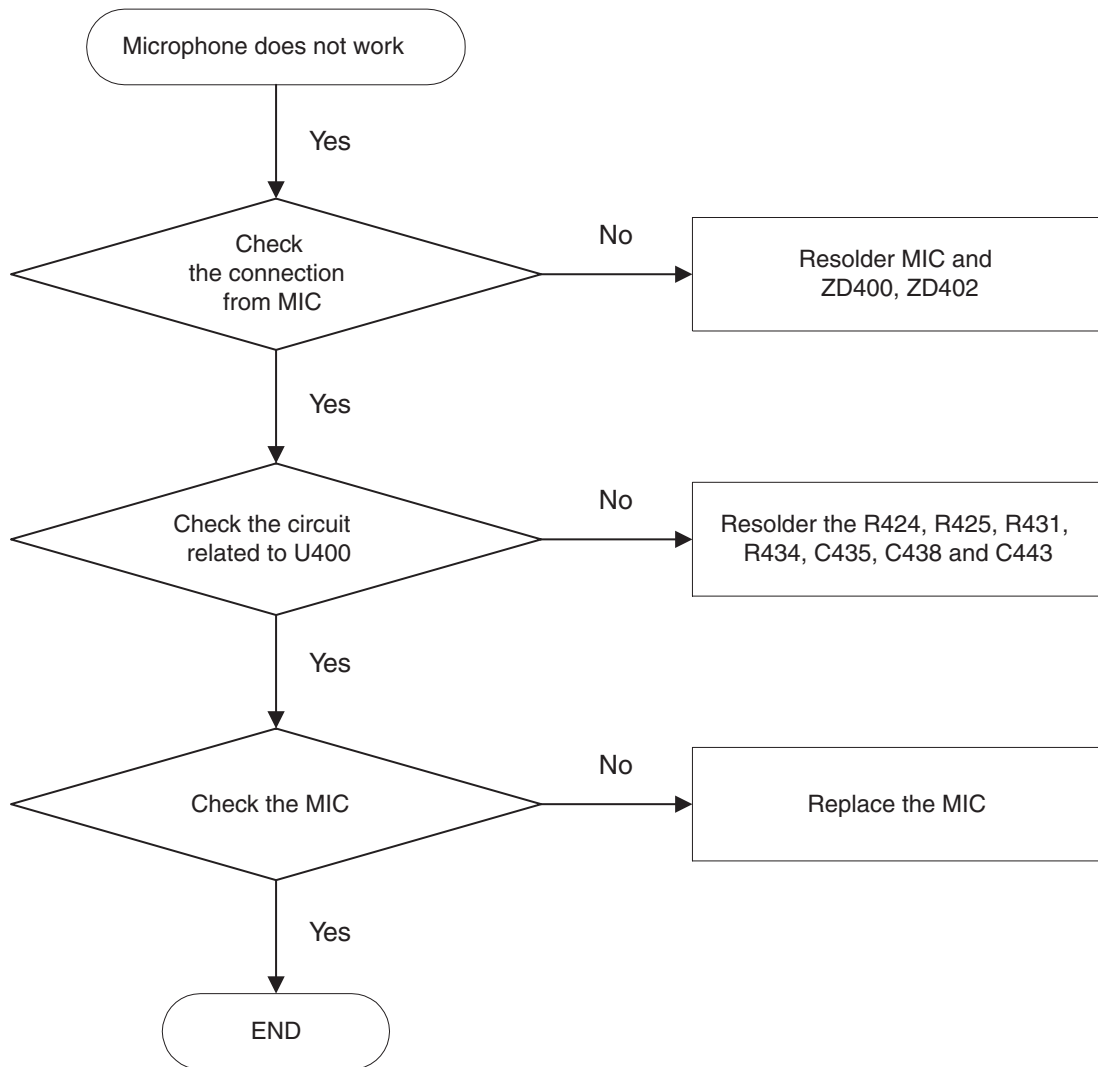 Microphone does not work
Yes
Check
the connection
from MIC
No
Resolder MIC and
ZD400, ZD402
Yes
Check the circuit
related to U400
No
Resolder the R424, R425, R431,
R434, C435, C438 and C443
Yes
Check the MIC
No
Replace the MIC
Yes
END